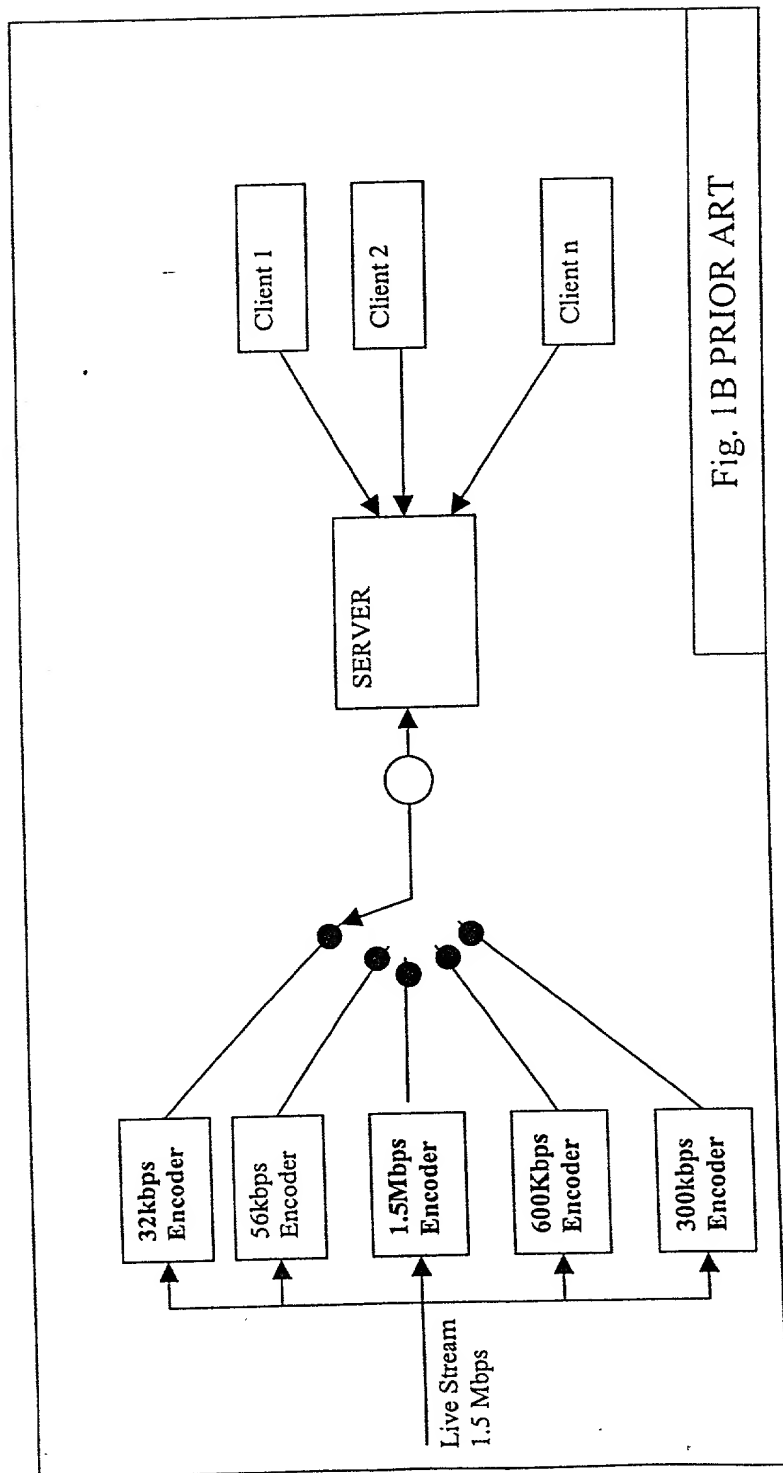 Live Stream
1.5 Mbps
32kbps
Encoder
56kbps
Encoder
1.5Mbps
Encoder
600Kbps
Encoder
300kbps
Encoder
SERVER
Client 1
Client 2
Client n
Fig. 1B PRIOR ART